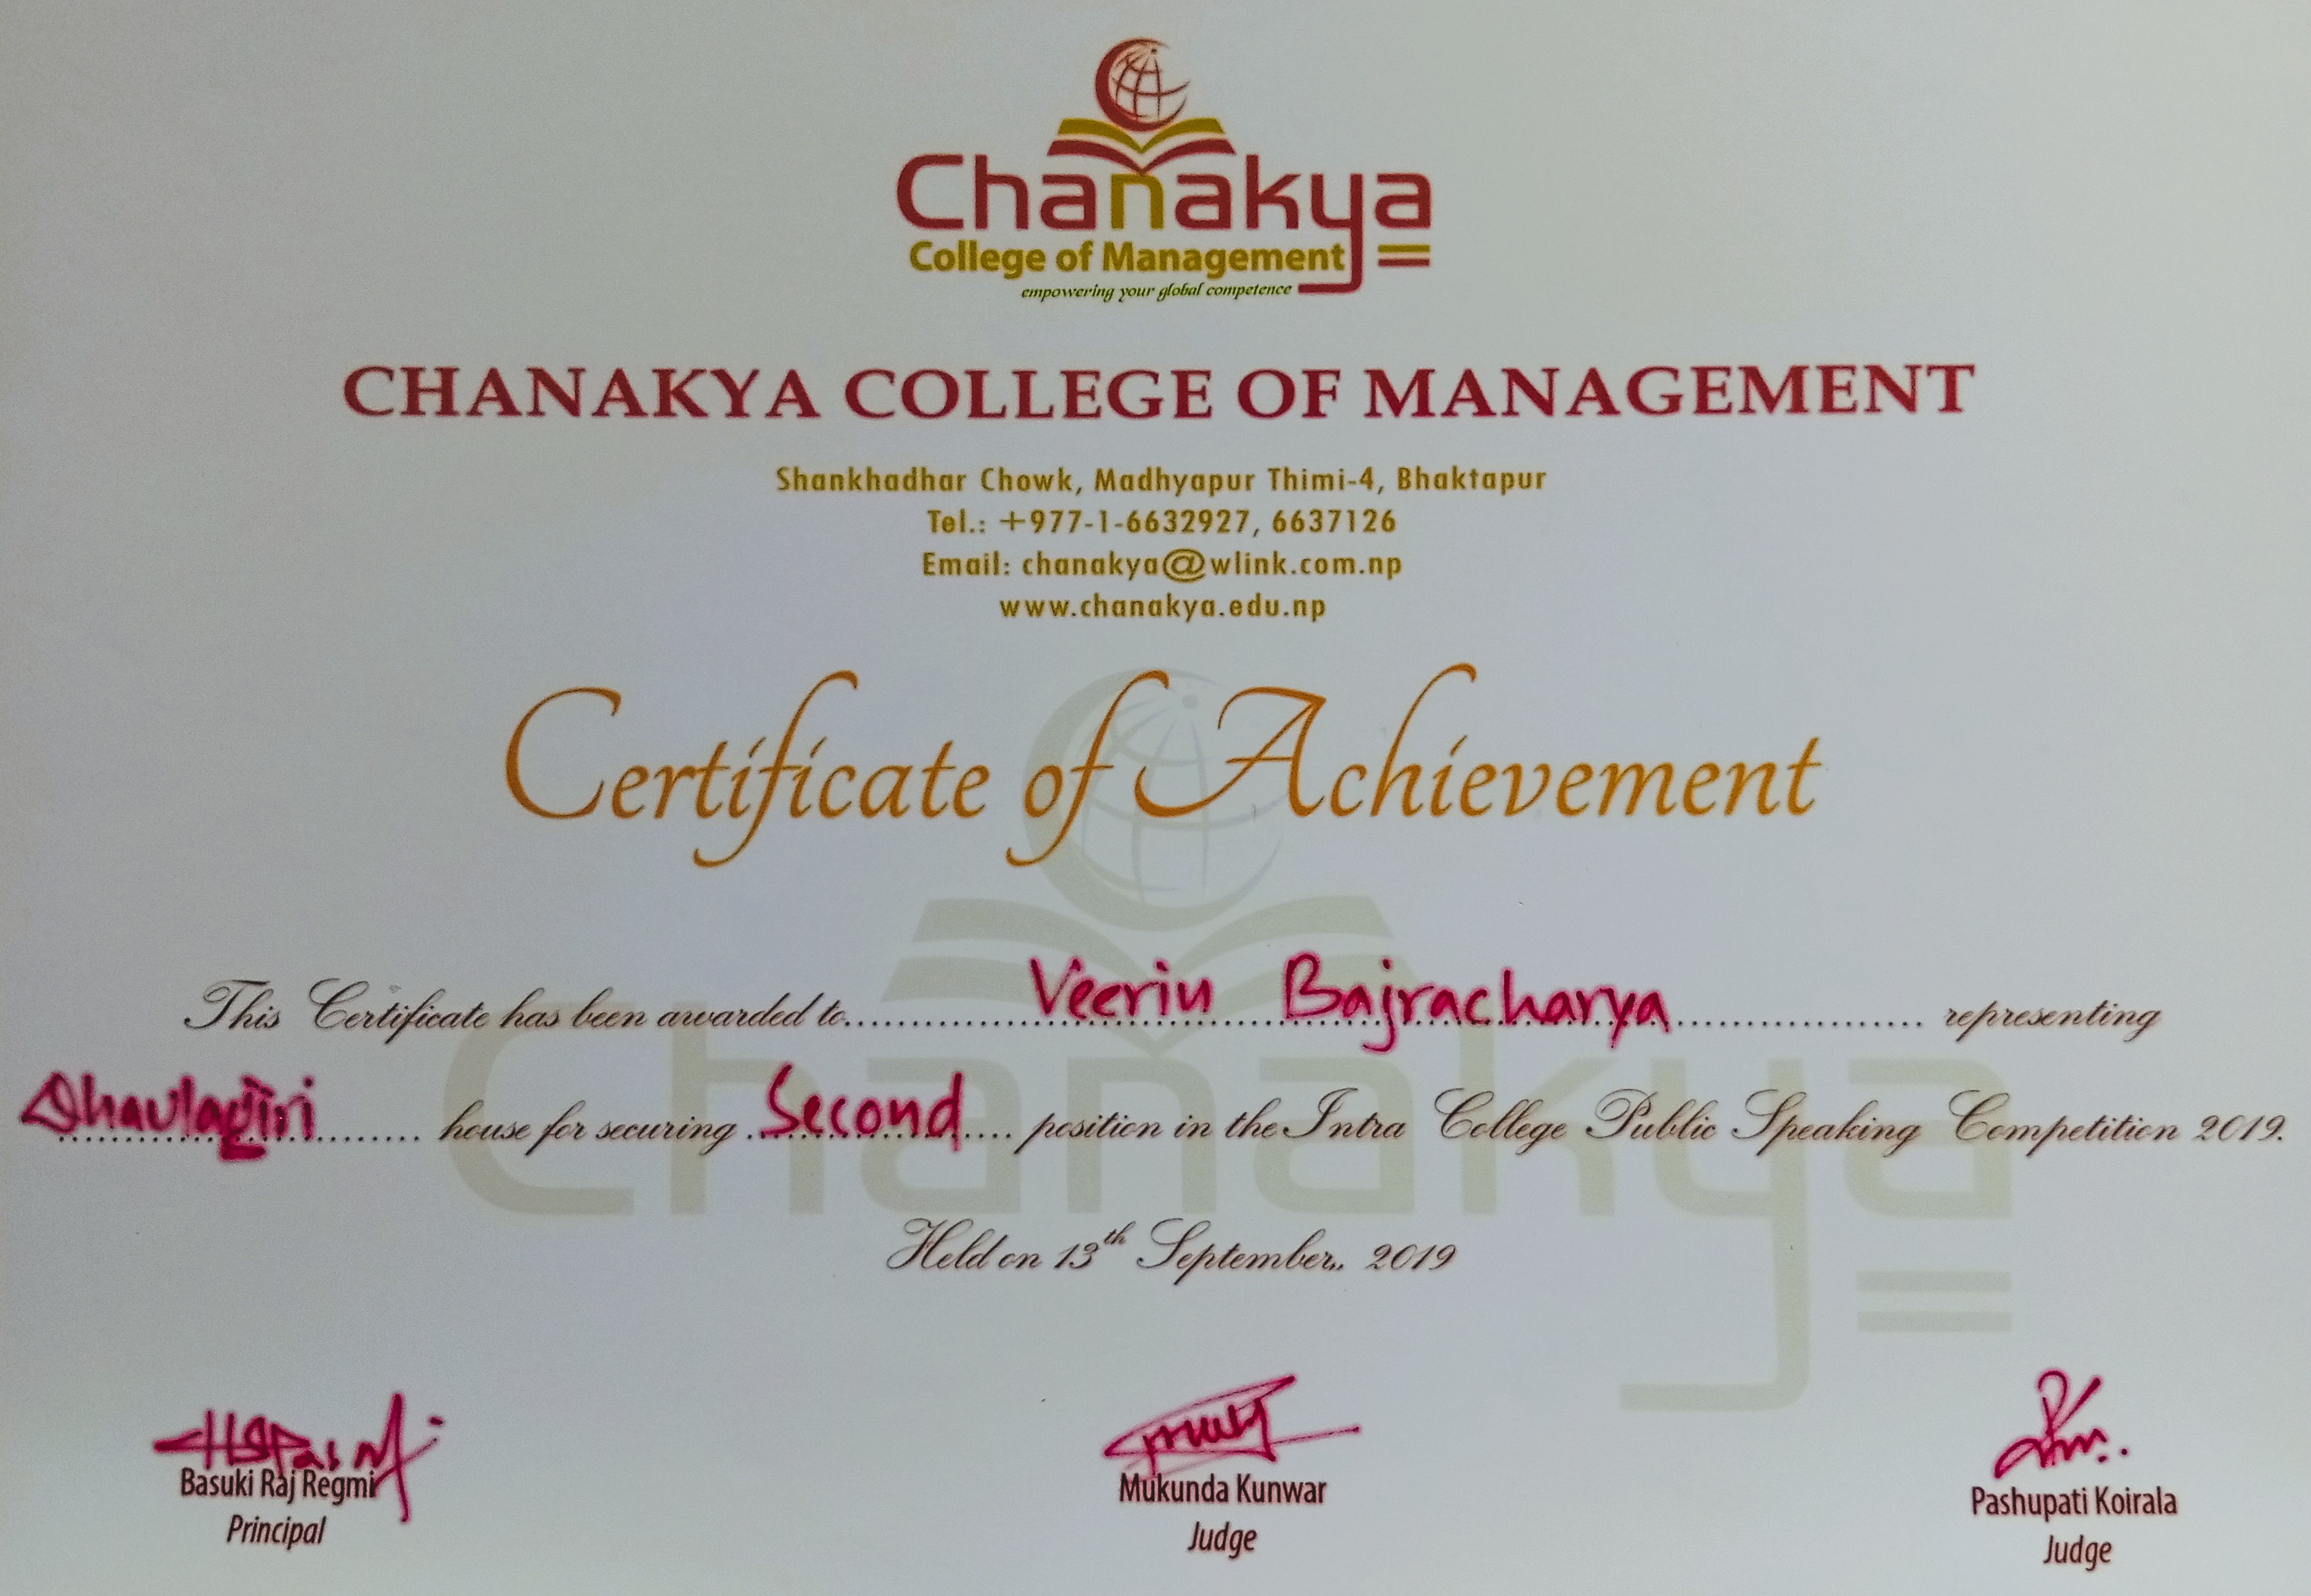 Chanakya
College of Management
empowering your global competence
CHANAKYA COLLEGE OF MANAGEMENT
Shankhadhar Chowk, Madhyapur Thimi-4, Bhaktapur
Tel.: +977-1-6632927, 6637126
Email: chanakya@wlink.com.np
www.chanakya.edu.np
Certificate of Achievement
This Certificate has been awarded to Veerin Bajracharya representing
Dhaulagiri house for securing Second position in the Intra College Public Speaking Competition 2019.
Held on 13th September,. 2019
Basuki Raj Regmi
Principal
Mukunda Kunwar
Judge
Pashupati Koirala
Judge